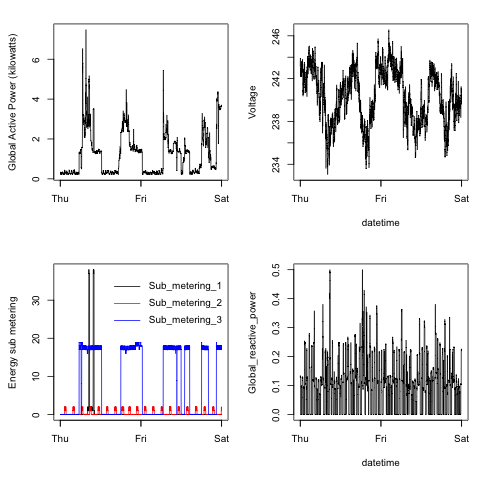 Global Active Power (kilowatts)
0 2 4 6
Thu Fri Sat
Voltage
234 238 242 246
Thu Fri Sat
datetime
Energy sub metering
0 10 20 30
Thu Fri Sat
Sub_metering_1
Sub_metering_2
Sub_metering_3
Global_reactive_power
0.0 0.1 0.2 0.3 0.4 0.5
Thu Fri Sat
datetime